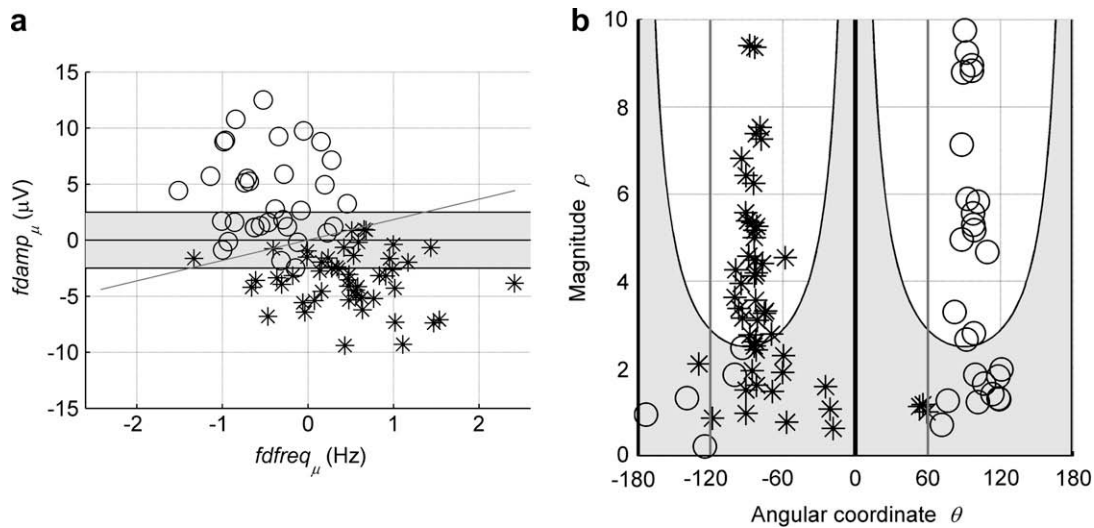 a
15
10
5
0
-5
-10
-15
fdamp_μ (μV)
-2 -1 0 1 2
fdfreq_μ (Hz)
b
10
8
6
4
2
0
Magnitude ρ
-180 -120 -60 0 60 120 180
Angular coordinate θ